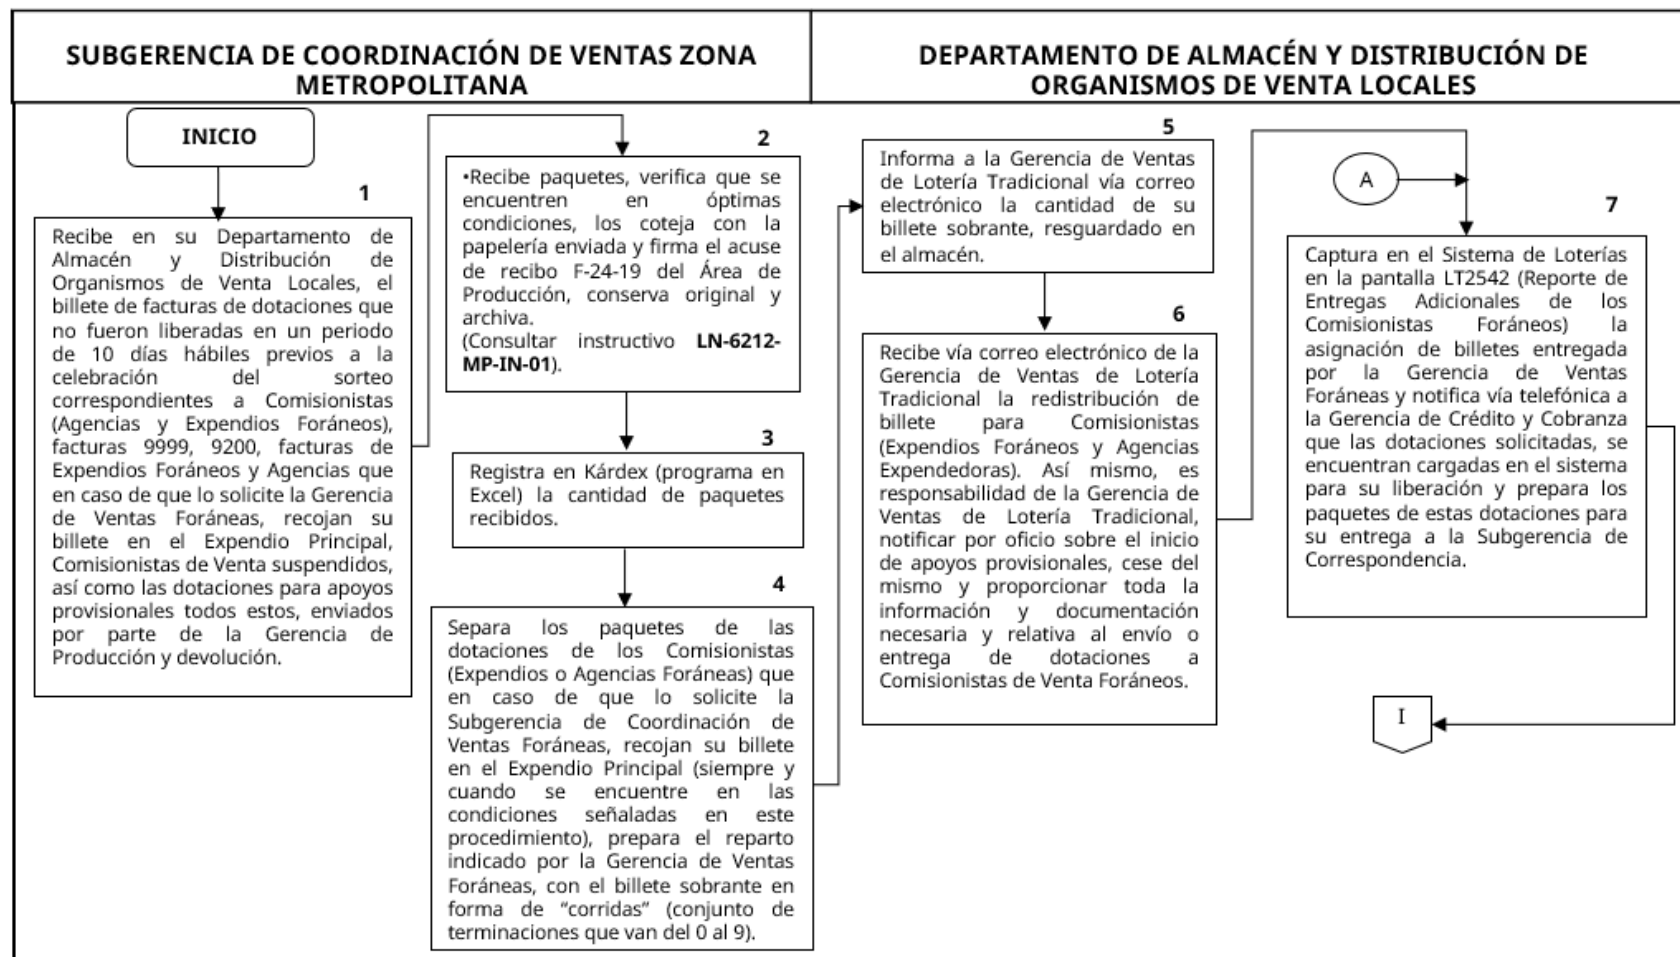 SUBGERENCIA DE COORDINACIÓN DE VENTAS ZONA
METROPOLITANA
DEPARTAMENTO DE ALMACÉN Y DISTRIBUCIÓN DE
ORGANISMOS DE VENTA LOCALES
INICIO
1
Recibe en su Departamento de
Almacén y Distribución de
Organismos de Venta Locales, el
billete de facturas de dotaciones que
no fueron liberadas en un periodo
de 10 días hábiles previos a la
celebración del sorteo
correspondientes a Comisionistas
(Agencias y Expendios Foráneos),
facturas 9999, 9200, facturas de
Expendios Foráneos y Agencias que
en caso de que lo solicite la Gerencia
de Ventas Foráneas, recojan su
billete en el Expendio Principal,
Comisionistas de Venta suspendidos,
así como las dotaciones para apoyos
provisionales todos estos, enviados
por parte de la Gerencia de
Producción y devolución.
2
•Recibe paquetes, verifica que se
encuentren en óptimas
condiciones, los coteja con la
papelería enviada y firma el acuse
de recibo F-24-19 del Área de
Producción, conserva original y
archiva.
(Consultar instructivo LN-6212-
MP-IN-01).
3
Registra en Kárdex (programa en
Excel) la cantidad de paquetes
recibidos.
4
Separa los paquetes de las
dotaciones de los Comisionistas
(Expendios o Agencias Foráneas) que
en caso de que lo solicite la
Subgerencia de Coordinación de
Ventas Foráneas, recojan su billete
en el Expendio Principal (siempre y
cuando se encuentre en las
condiciones señaladas en este
procedimiento), prepara el reparto
indicado por la Gerencia de Ventas
Foráneas, con el billete sobrante en
forma de “corridas” (conjunto de
terminaciones que van del 0 al 9).
5
Informa a la Gerencia de Ventas
de Lotería Tradicional vía correo
electrónico la cantidad de su
billete sobrante, resguardado en
el almacén.
6
Recibe vía correo electrónico de la
Gerencia de Ventas de Lotería
Tradicional la redistribución de
billete para Comisionistas
(Expendios Foráneos y Agencias
Expendedoras). Así mismo, es
responsabilidad de la Gerencia de
Ventas de Lotería Tradicional,
notificar por oficio sobre el inicio
de apoyos provisionales, cese del
mismo y proporcionar toda la
información y documentación
necesaria y relativa al envío o
entrega de dotaciones a
Comisionistas de Venta Foráneos.
A
7
Captura en el Sistema de Loterías
en la pantalla LT2542 (Reporte de
Entregas Adicionales de los
Comisionistas Foráneos) la
asignación de billetes entregada
por la Gerencia de Ventas
Foráneas y notifica vía telefónica a
la Gerencia de Crédito y Cobranza
que las dotaciones solicitadas, se
encuentran cargadas en el sistema
para su liberación y prepara los
paquetes de estas dotaciones para
su entrega a la Subgerencia de
Correspondencia.
I